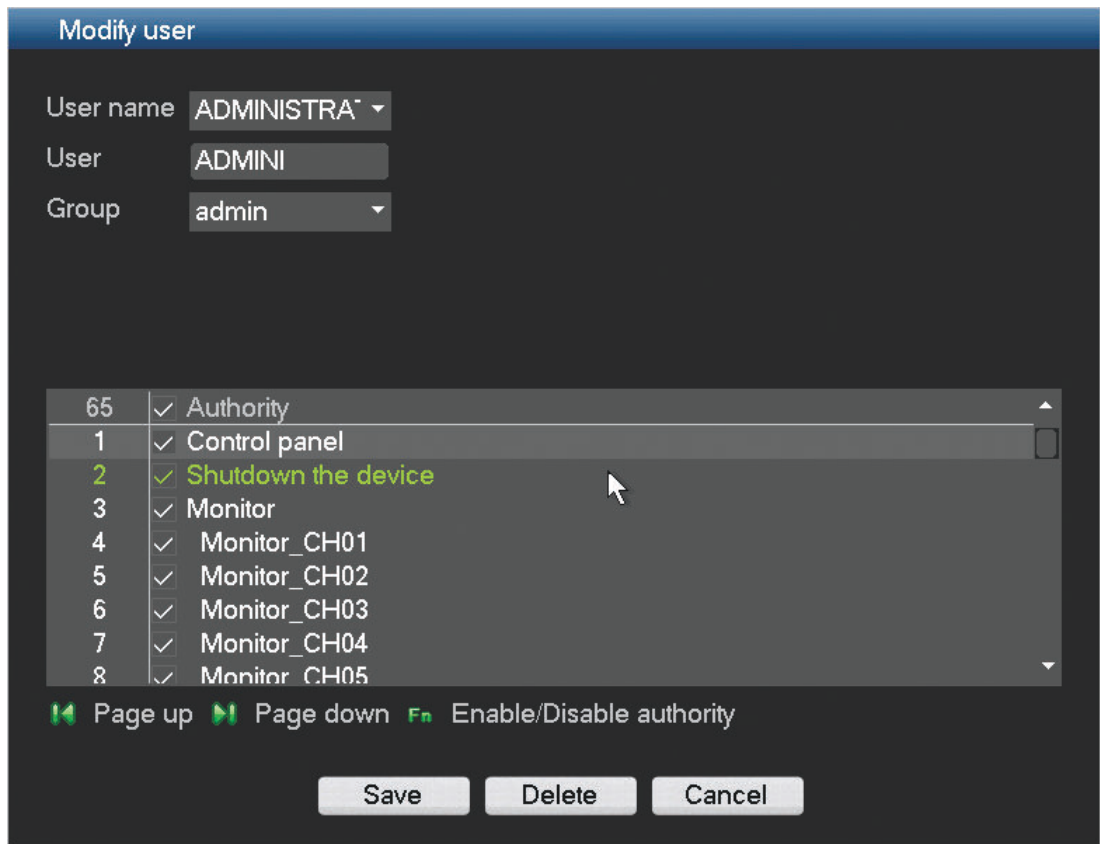 Modify user
User name ADMINISTRA
User ADMINI
Group admin
65 Authority
1 Control panel
2 Shutdown the device
3 Monitor
4 Monitor_CH01
5 Monitor_CH02
6 Monitor_CH03
7 Monitor_CH04
8 Monitor_CH05
Page up Page down Fn Enable/Disable authority
Save Delete Cancel